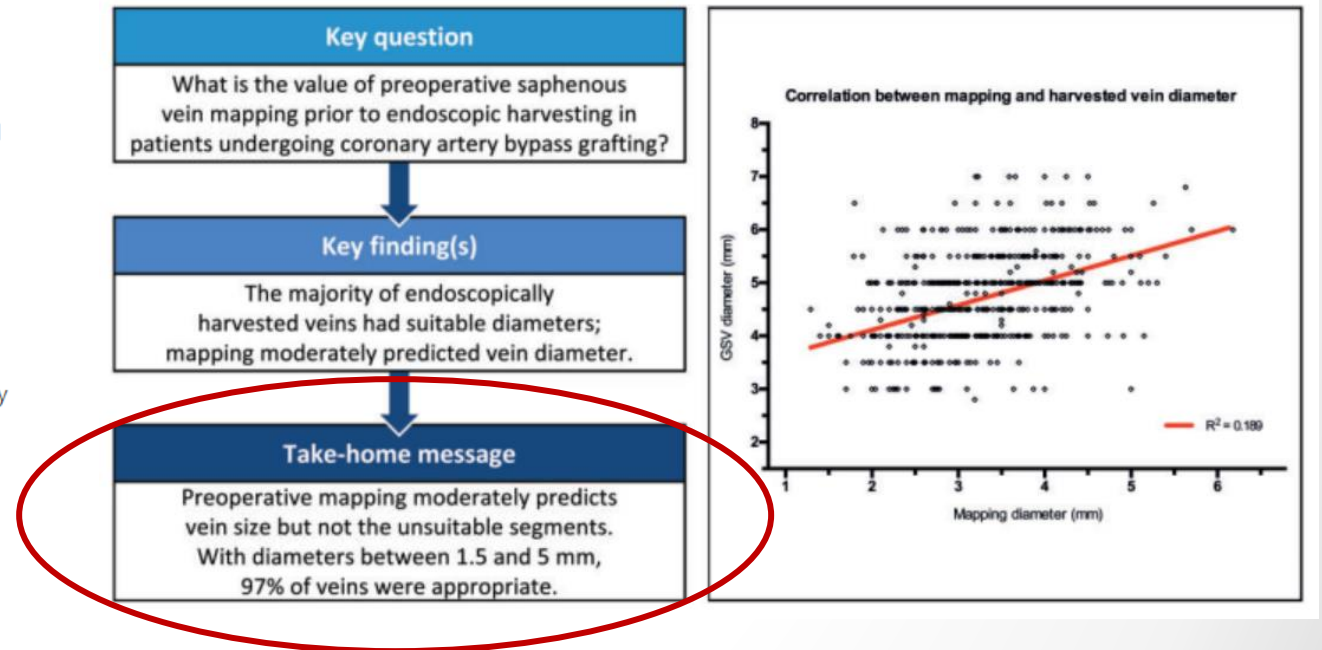 Key question
What is the value of preoperative saphenous
vein mapping prior to endoscopic harvesting in
patients undergoing coronary artery bypass grafting?
Key finding(s)
The majority of endoscopically
harvested veins had suitable diameters;
mapping moderately predicted vein diameter.
y
Take-home message
Preoperative mapping moderately predicts
vein size but not the unsuitable segments.
With diameters between 1.5 and 5 mm,
97% of veins were appropriate.
Correlation between mapping and harvested vein diameter
GSV diameter (mm)
8
7
6
5
4
3
2
R² = 0.189
1 2 3 4 5 6
Mapping diameter (mm)